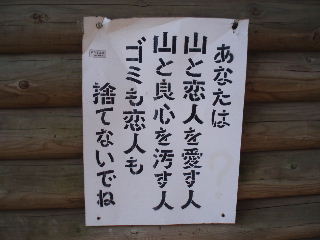 あなたは
山と恋人を愛す人
山と良心を汚す人
ゴミも恋人も
捨てないでね